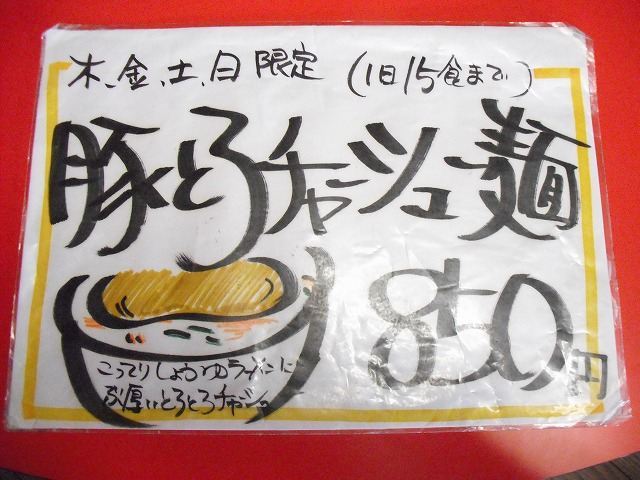 木、金、土、日 限定 (1日15食まで)
豚とろチャーシュー麺
850円
こってりしょうゆラーメンに
分厚いとろとろチャーシュー